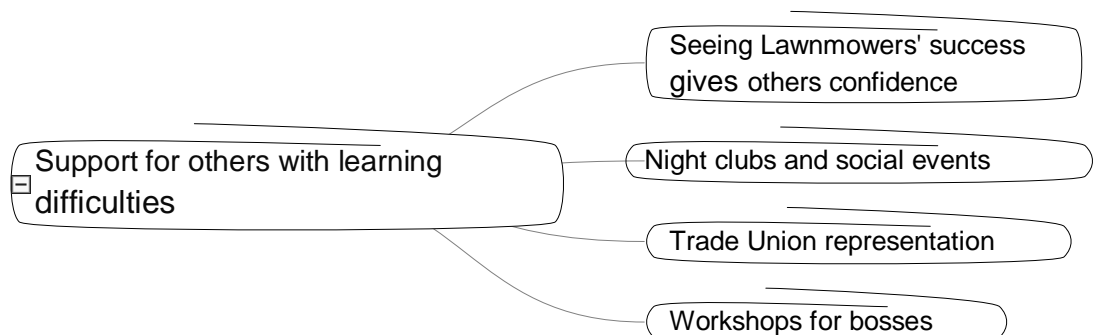 Seeing Lawnmowers' success
gives others confidence
Support for others with learning
difficulties
Night clubs and social events
Trade Union representation
Workshops for bosses